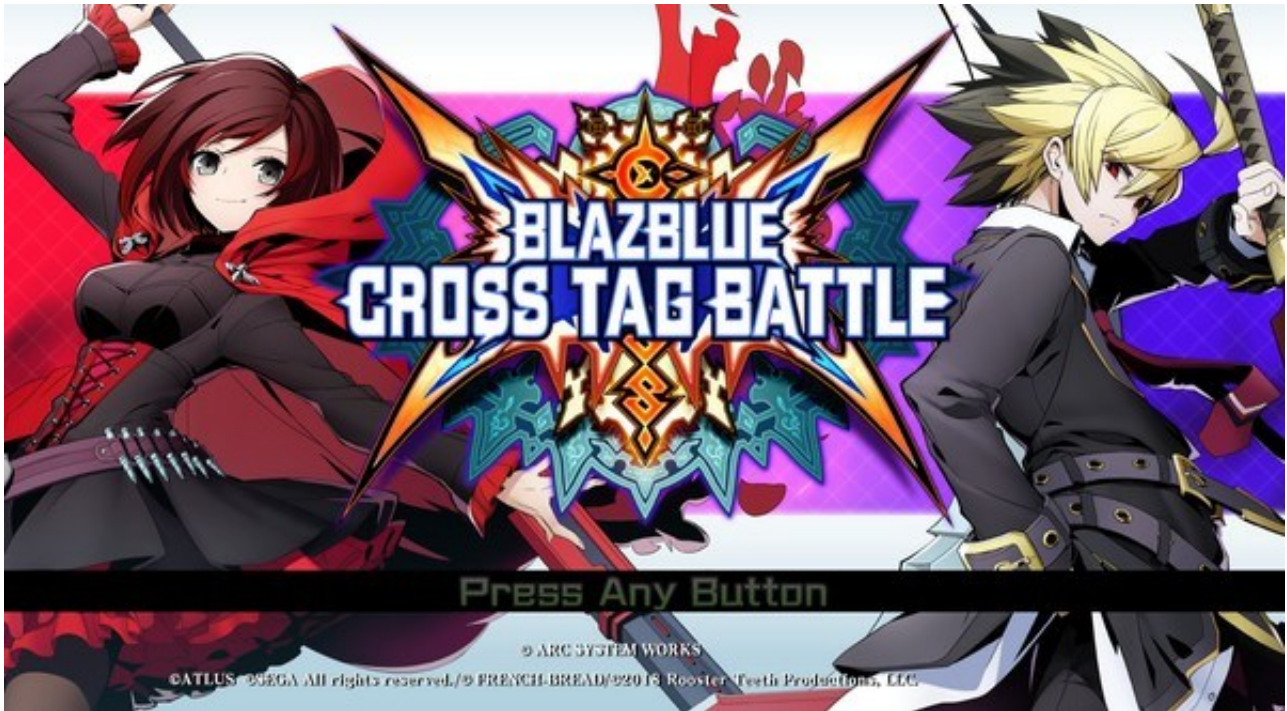 BLAZBLUE
CROSS TAG BATTLE
Press Any Button
© ARC SYSTEM WORKS
©ATLUS ©SEGA All rights reserved./© FRENCH-BREAD/©2018 Rooster Teeth Productions, LLC.